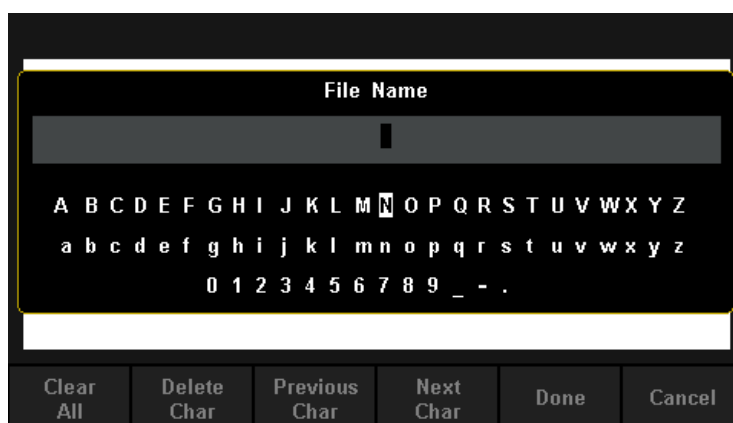 File Name
A B C D E F G H I J K L M N O P Q R S T U V W X Y Z
a b c d e f g h i j k l m n o p q r s t u v w x y z
0 1 2 3 4 5 6 7 8 9 _ - .
Clear All
Delete Char
Previous Char
Next Char
Done
Cancel